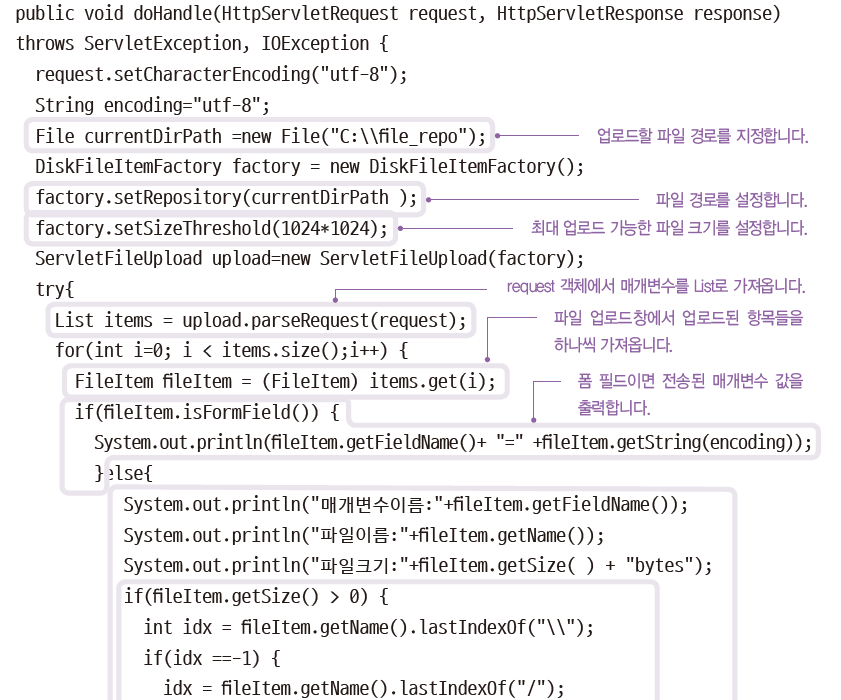 public void doHandle(HttpServletRequest request, HttpServletResponse response)
throws ServletException, IOException {
request.setCharacterEncoding("utf-8");
String encoding="utf-8";
File currentDirPath =new File("C:\\file_repo"); 업로드할 파일 경로를 지정합니다.
DiskFileItemFactory factory = new DiskFileItemFactory();
factory.setRepository(currentDirPath ); 파일 경로를 설정합니다.
factory.setSizeThreshold(1024*1024); 최대 업로드 가능한 파일 크기를 설정합니다.
ServletFileUpload upload=new ServletFileUpload(factory);
try{ request 객체에서 매개변수를 List로 가져옵니다.
List items = upload.parseRequest(request); 파일 업로드창에서 업로드된 항목들을
for(int i=0; i < items.size();i++) { 하나씩 가져옵니다.
FileItem fileItem = (FileItem) items.get(i); 폼 필드이면 전송된 매개변수 값을
if(fileItem.isFormField()) { 출력합니다.
System.out.println(fileItem.getFieldName()+ "=" +fileItem.getString(encoding));
}else{
System.out.println("매개변수이름:"+fileItem.getFieldName());
System.out.println("파일이름:"+fileItem.getName());
System.out.println("파일크기:"+fileItem.getSize( ) + "bytes");
if(fileItem.getSize() > 0) {
int idx = fileItem.getName().lastIndexOf("\\");
if(idx ==-1) {
idx = fileItem.getName().lastIndexOf("/");